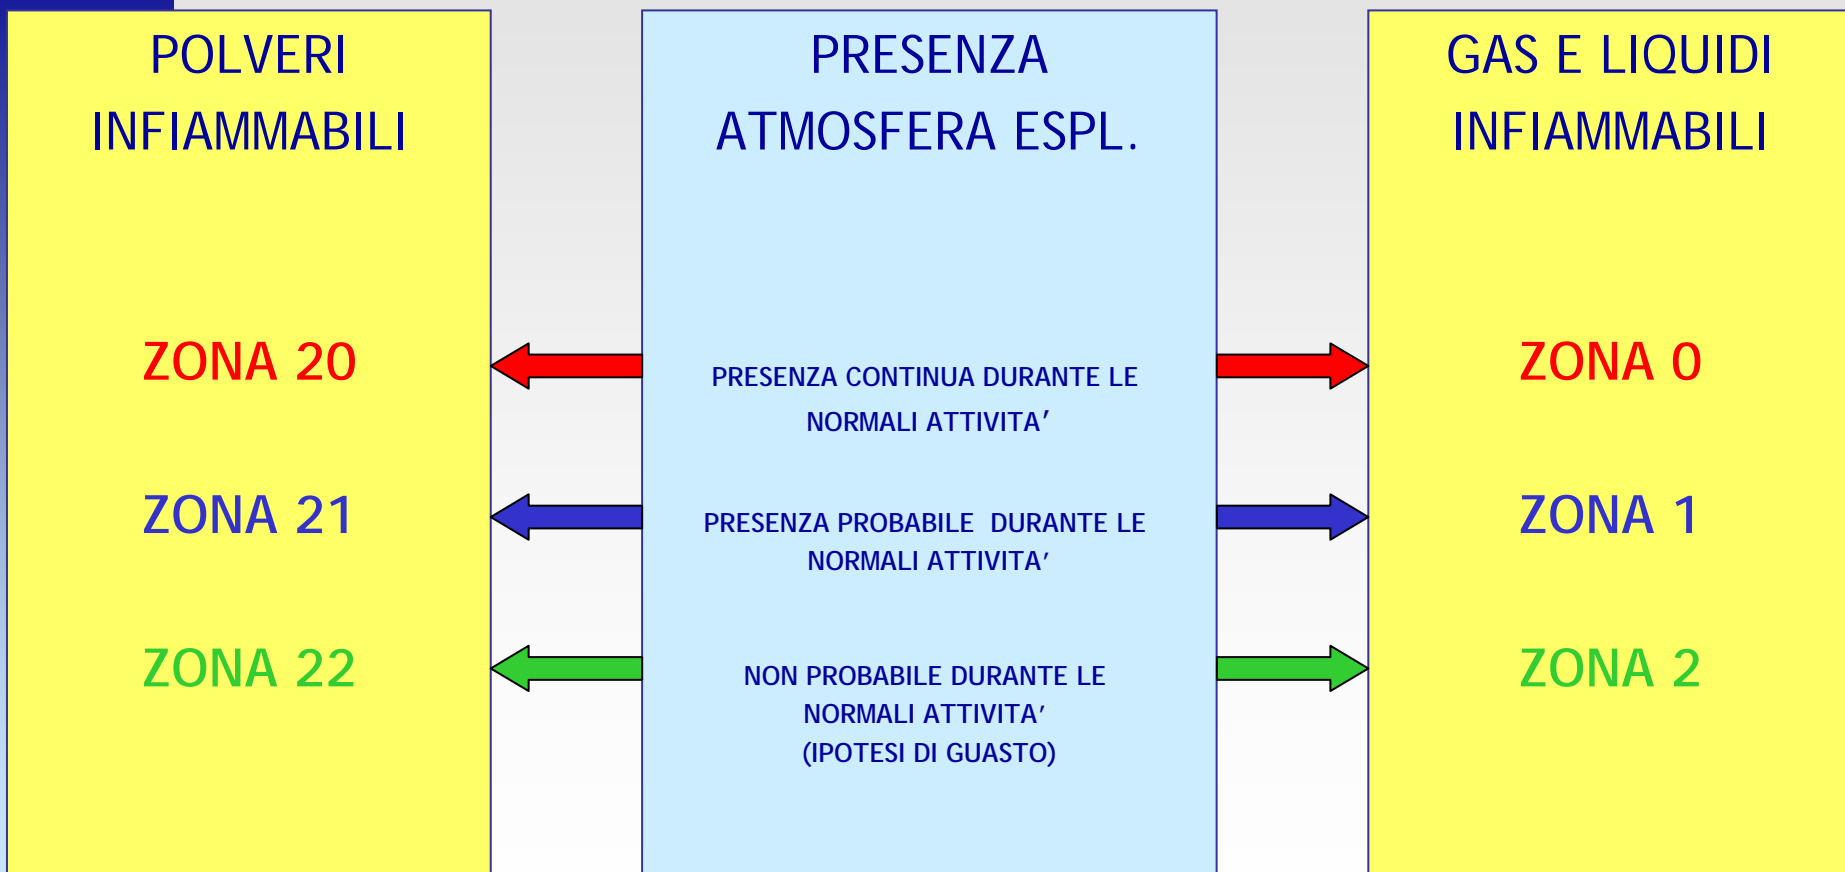 POLVERI
INFIAMMABILI
ZONA 20
ZONA 21
ZONA 22
PRESENZA
ATMOSFERA ESPL.
PRESENZA CONTINUA DURANTE LE
NORMALI ATTIVITA’
PRESENZA PROBABILE DURANTE LE
NORMALI ATTIVITA’
NON PROBABILE DURANTE LE
NORMALI ATTIVITA’
(IPOTESI DI GUASTO)
GAS E LIQUIDI
INFIAMMABILI
ZONA 0
ZONA 1
ZONA 2